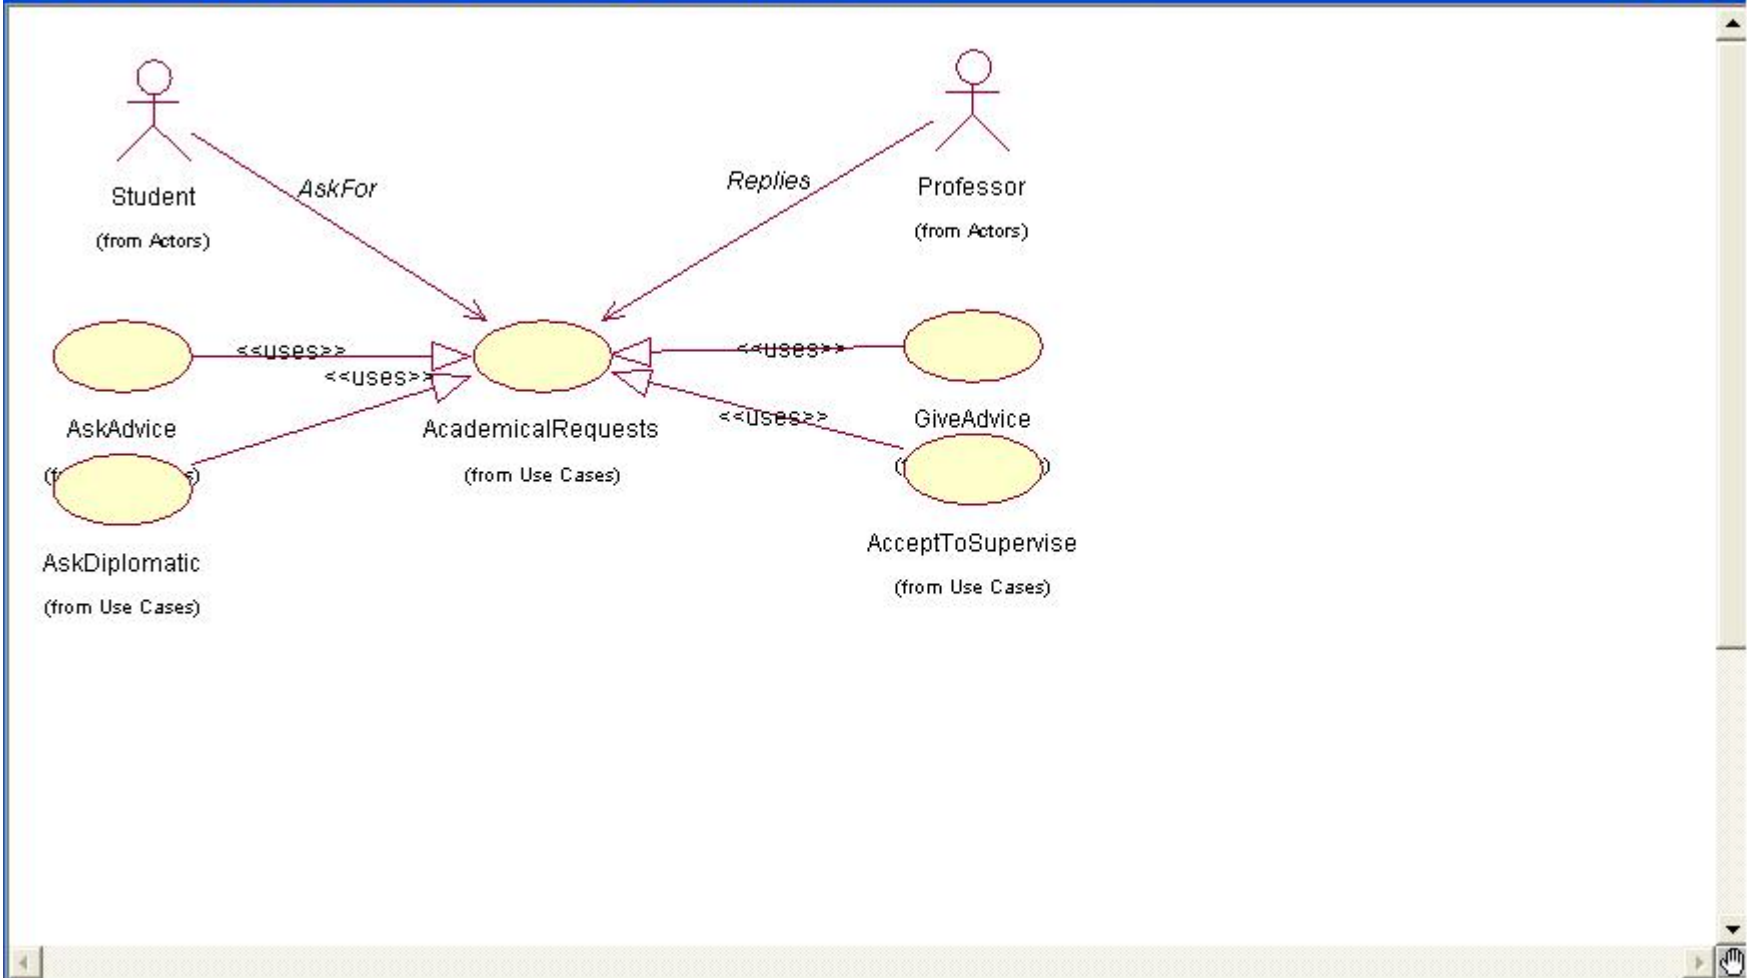 Student
(from Actors)
AskFor
Replies
Professor
(from Actors)
<<uses>>
<<uses>>
<<uses>>
<<uses>>
AskAdvice
AcademicalRequests
(from Use Cases)
GiveAdvice
AskDiplomatic
(from Use Cases)
AcceptToSupervise
(from Use Cases)